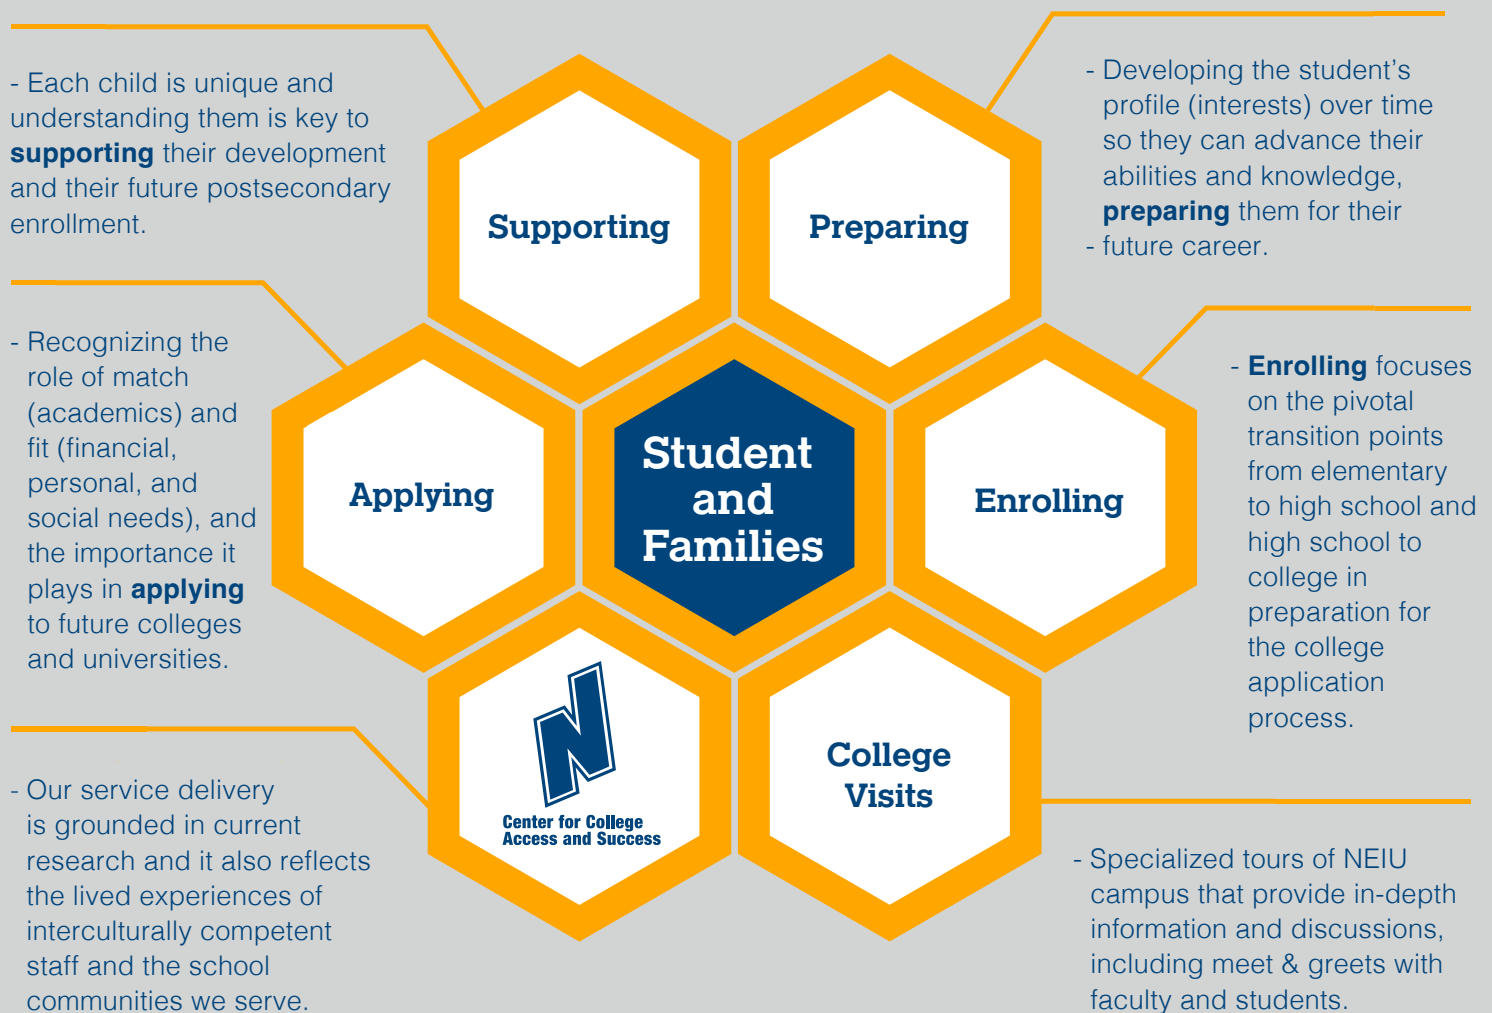 - Each child is unique and
understanding them is key to
supporting their development
and their future postsecondary
enrollment.
- Developing the student’s
profile (interests) over time
so they can advance their
abilities and knowledge,
preparing them for their
- future career.
Supporting
Preparing
- Recognizing the
role of match
(academics) and
fit (financial,
personal, and
social needs), and
the importance it
plays in applying
to future colleges
and universities.
Applying
Student
and
Families
Enrolling
- Enrolling focuses
on the pivotal
transition points
from elementary
to high school and
high school to
college in
preparation for
the college
application
process.
- Our service delivery
is grounded in current
research and it also reflects
the lived experiences of
interculturally competent
staff and the school
communities we serve.
N
Center for College
Access and Success
College
Visits
- Specialized tours of NEIU
campus that provide in-depth
information and discussions,
including meet & greets with
faculty and students.